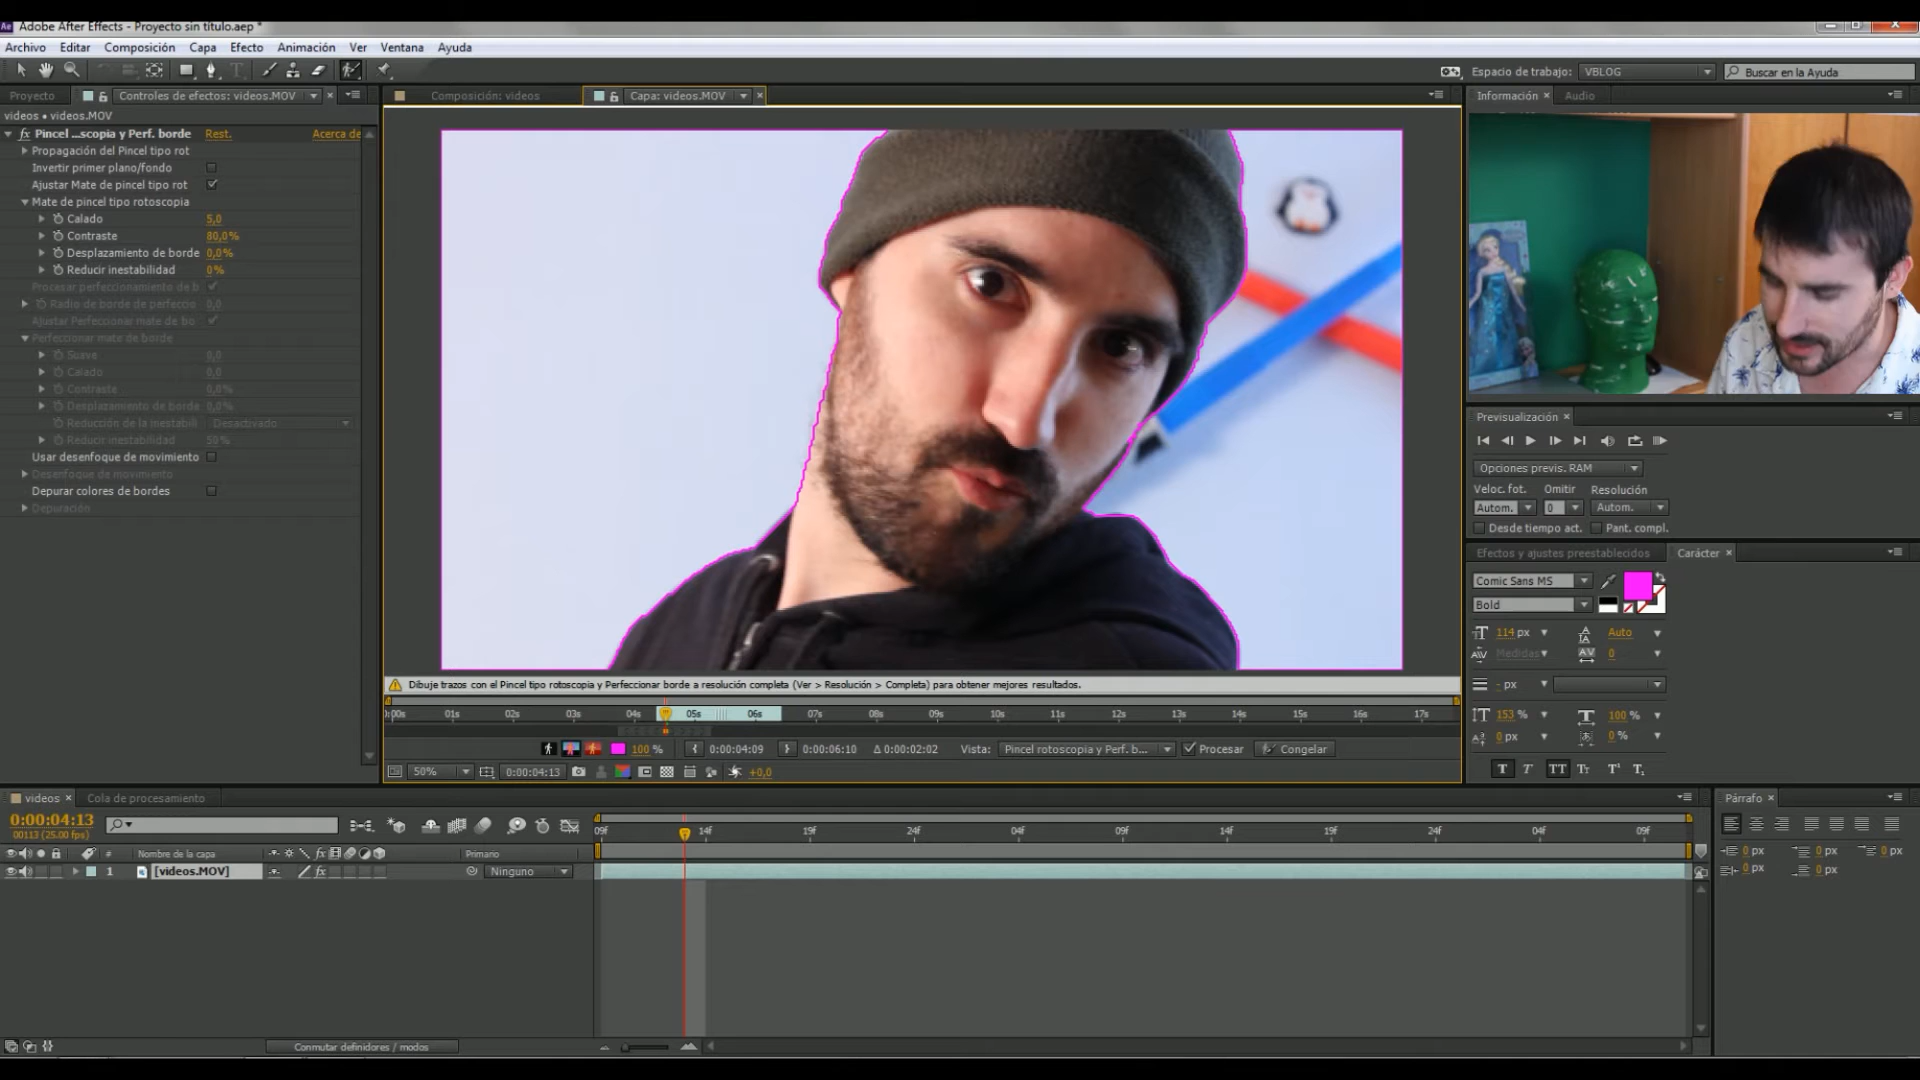 Ae Adobe After Effects - Proyecto sin título.aep *
Archivo Editar Composición Capa Efecto Animación Ver Ventana Ayuda
Espacio de trabajo: VBLOG Buscar en la Ayuda
Proyecto Controles de efectos: videos.MOV
Composición: videos
Capa: videos.MOV
Información Audio
videos • videos.MOV
Pincel ...scopia y Perf. borde Rest. Acerca de
Propagación del Pincel tipo rot
Invertir primer plano/fondo
Ajustar Mate de pincel tipo rot
Mate de pincel tipo rotoscopia
Calado 5,0
Contraste 80,0%
Desplazamiento de borde 0,0%
Reducir inestabilidad 0%
Procesar perfeccionamiento de b
Radio de borde de perfeccio 0,0
Ajustar Perfeccionar mate de bo
Perfeccionar mate de borde
Suave 0,0
Calado 0,0
Contraste 0,0%
Desplazamiento de borde 0,0%
Reducción de la inestabili Desactivado
Reducir inestabilidad 50%
Usar desenfoque de movimiento
Desenfoque de movimiento
Depurar colores de bordes
Depuración
Previsualización
Opciones previs. RAM
Veloc. fot. Omitir Resolución
Autom. 0 Autom.
Desde tiempo act. Pant. compl.
Efectos y ajustes preestablecidos Carácter
Comic Sans MS
Bold
114 px Auto
Medidas 0
- px
153 % 100 %
0 px 0 %
Dibuje trazos con el Pincel tipo rotoscopia y Perfeccionar borde a resolución completa (Ver > Resolución > Completa) para obtener mejores resultados.
:00s 01s 02s 03s 04s 05s 06s 07s 08s 09s 10s 11s 12s 13s 14s 15s 16s 17s
100 % 0:00:04:09 0:00:06:10 Δ 0:00:02:02 Vista: Pincel rotoscopia y Perf. b... Procesar Congelar
50% 0:00:04:13 +0,0
videos Cola de procesamiento
Párrafo
0:00:04:13
00113 (25.00 fps)
09f 14f 19f 24f 04f 09f 14f 19f 24f 04f 09f
# Nombre de la capa Primario
1 [videos.MOV] Ninguno
0 px 0 px 0 px
0 px 0 px
Conmutar definidores / modos